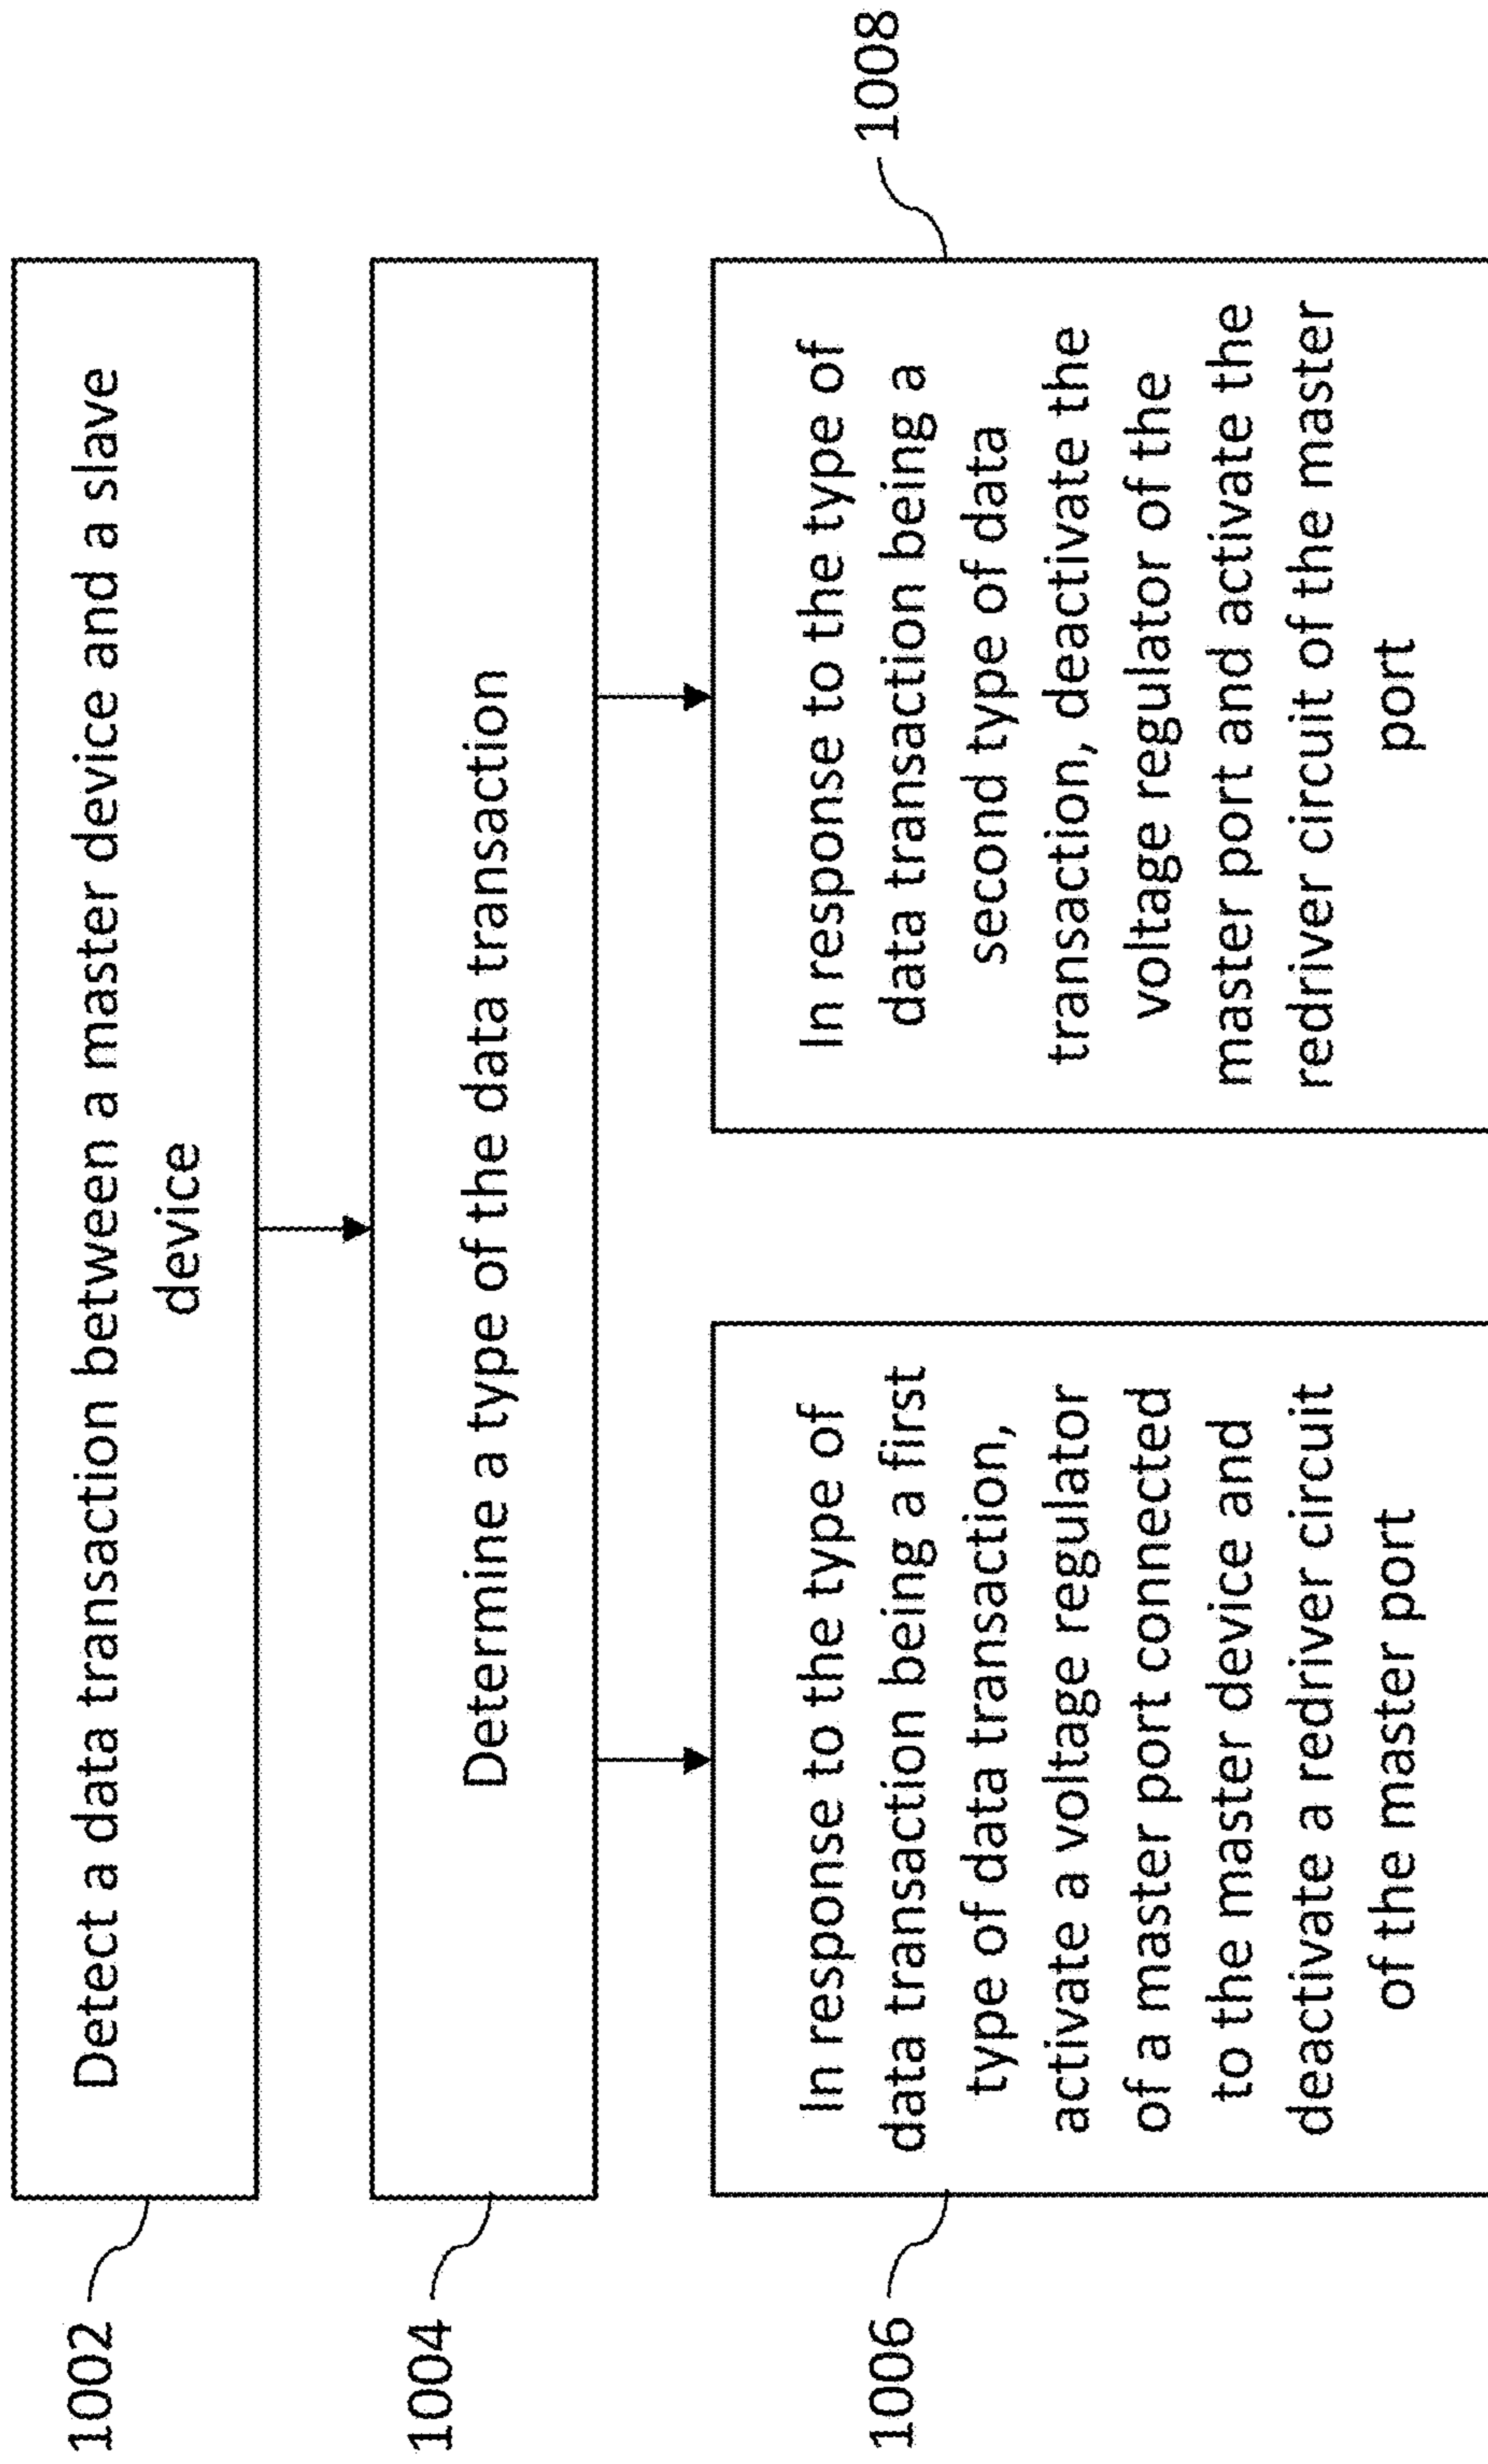 1002
Detect a data transaction between a master device and a slave
device
1004
Determine a type of the data transaction
1006
In response to the type of
data transaction being a first
type of data transaction,
activate a voltage regulator
of a master port connected
to the master device and
deactivate a redriver circuit
of the master port
1008
In response to the type of
data transaction being a
second type of data
transaction, deactivate the
voltage regulator of the
master port and activate the
redriver circuit of the master
port